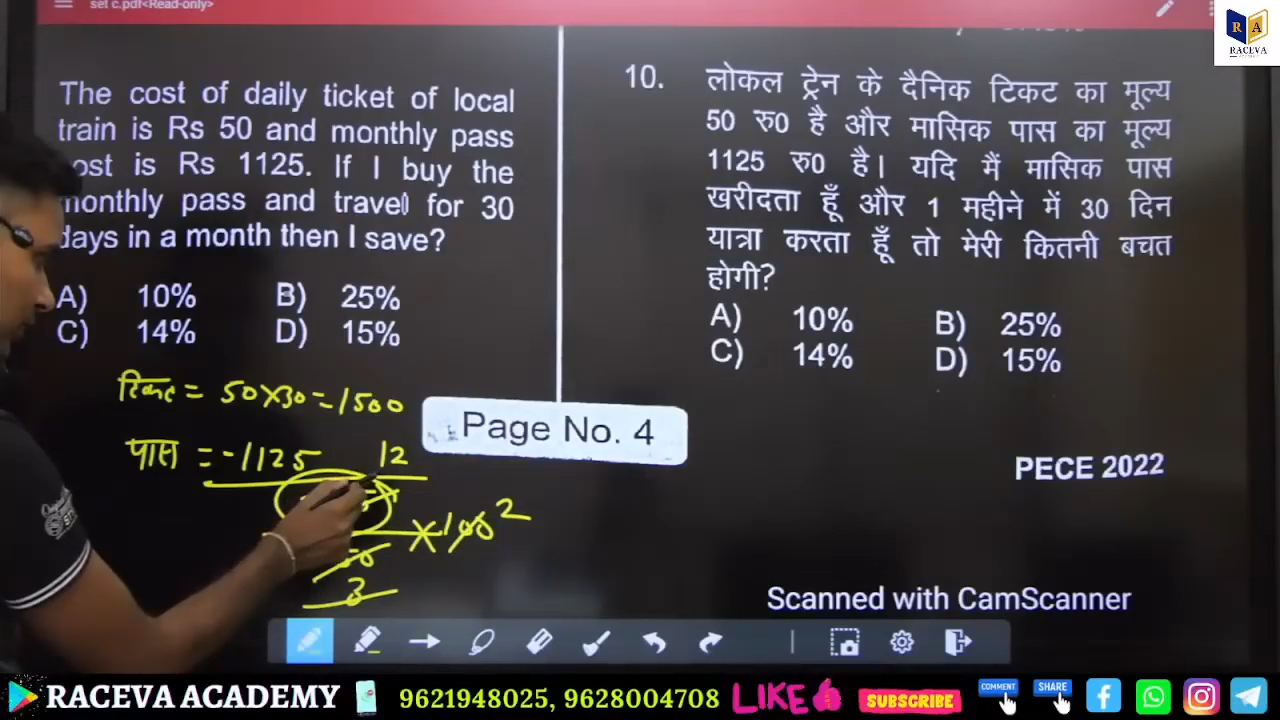 set c.pdf<Read-only>
RACEVA
The cost of daily ticket of local
train is Rs 50 and monthly pass
ost is Rs 1125. If I buy the
monthly pass and travel for 30
days in a month then I save?
A) 10% B) 25%
C) 14% D) 15%
टिकट = 50×30=1500
पास = -1125 12
×100 2
3
10. लोकल ट्रेन के दैनिक टिकट का मूल्य
50 रु0 है और मासिक पास का मूल्य
1125 रु0 है। यदि मैं मासिक पास
खरीदता हूँ और 1 महीने में 30 दिन
यात्रा करता हूँ तो मेरी कितनी बचत
होगी?
A) 10% B) 25%
C) 14% D) 15%
Page No. 4
PECE 2022
Scanned with CamScanner
RACEVA ACADEMY 9621948025, 9628004708 LIKE SUBSCRIBE COMMENT SHARE